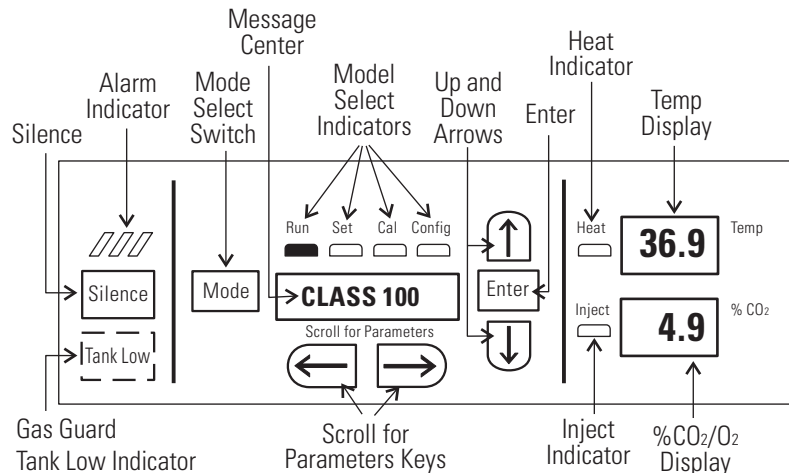 Message
Center
Alarm
Indicator
Mode
Select
Switch
Model
Select
Indicators
Up and
Down
Arrows
Heat
Indicator
Temp
Display
Silence
Enter
Run Set Cal Config
Heat
36.9
Temp
Silence
Mode
CLASS 100
Enter
Inject
4.9
% CO₂
Scroll for Parameters
Tank Low
Gas Guard
Tank Low Indicator
Scroll for
Parameters Keys
Inject
Indicator
%CO₂/O₂
Display